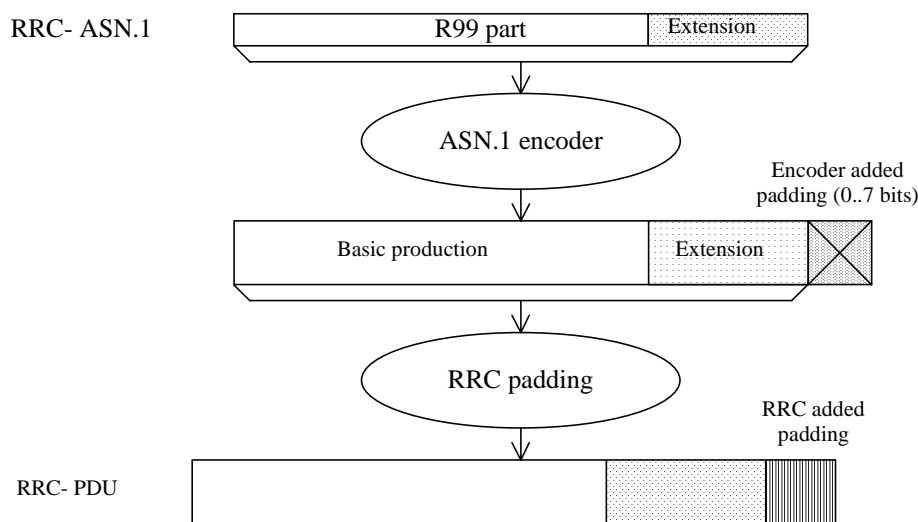 RRC- ASN.1
R99 part
Extension
ASN.1 encoder
Encoder added
padding (0..7 bits)
Basic production
Extension
RRC padding
RRC added
padding
RRC- PDU